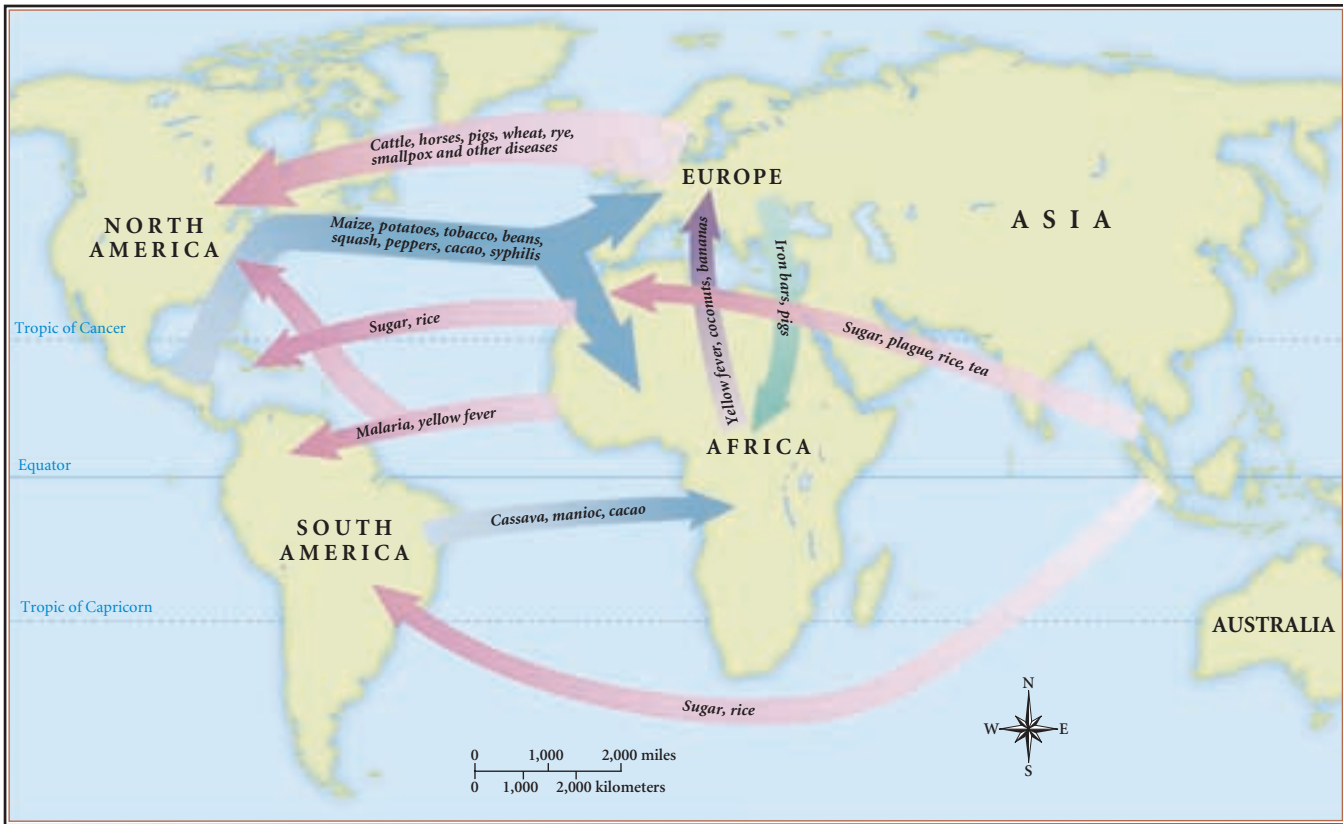 Cattle, horses, pigs, wheat, rye,
smallpox and other diseases
EUROPE
ASIA
NORTH
AMERICA
Maize, potatoes, tobacco, beans,
squash, peppers, cacao, syphilis
Yellow fever, coconuts, bananas
Iron bars, pigs
Tropic of Cancer
Sugar, rice
Sugar, plague, rice, tea
Malaria, yellow fever
AFRICA
Equator
Cassava, manioc, cacao
SOUTH
AMERICA
Tropic of Capricorn
AUSTRALIA
Sugar, rice
N
W E
S
0 1,000 2,000 miles
0 1,000 2,000 kilometers